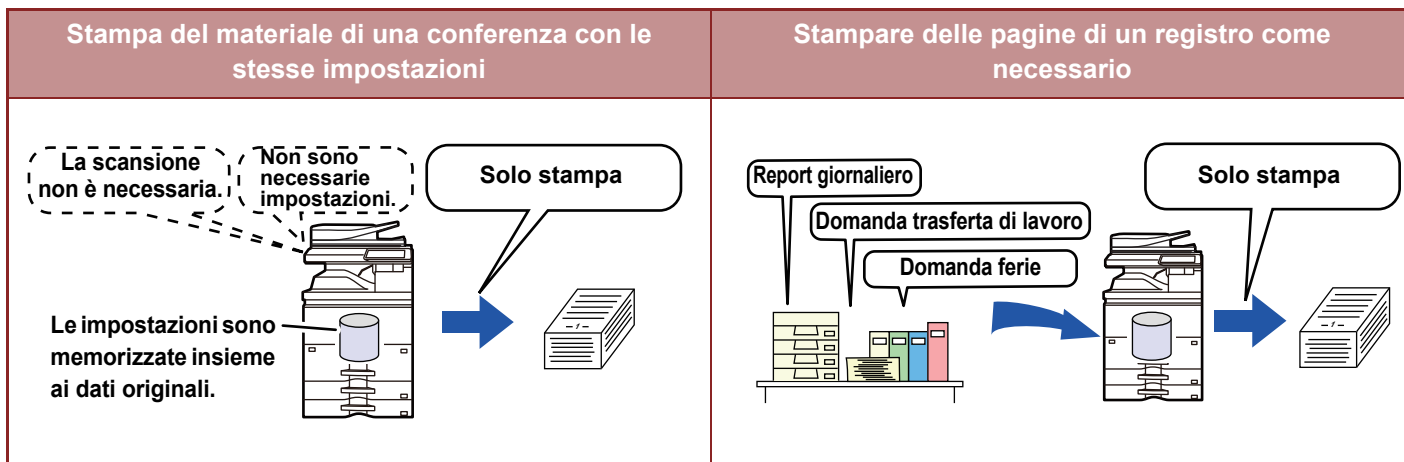 Stampa del materiale di una conferenza con le
stesse impostazioni
Stampare delle pagine di un registro come
necessario
La scansione
non è necessaria.
Non sono
necessarie
impostazioni.
Solo stampa
Le impostazioni sono
memorizzate insieme
ai dati originali.
-1-
Report giornaliero
Domanda trasferta di lavoro
Domanda ferie
Solo stampa
-1-